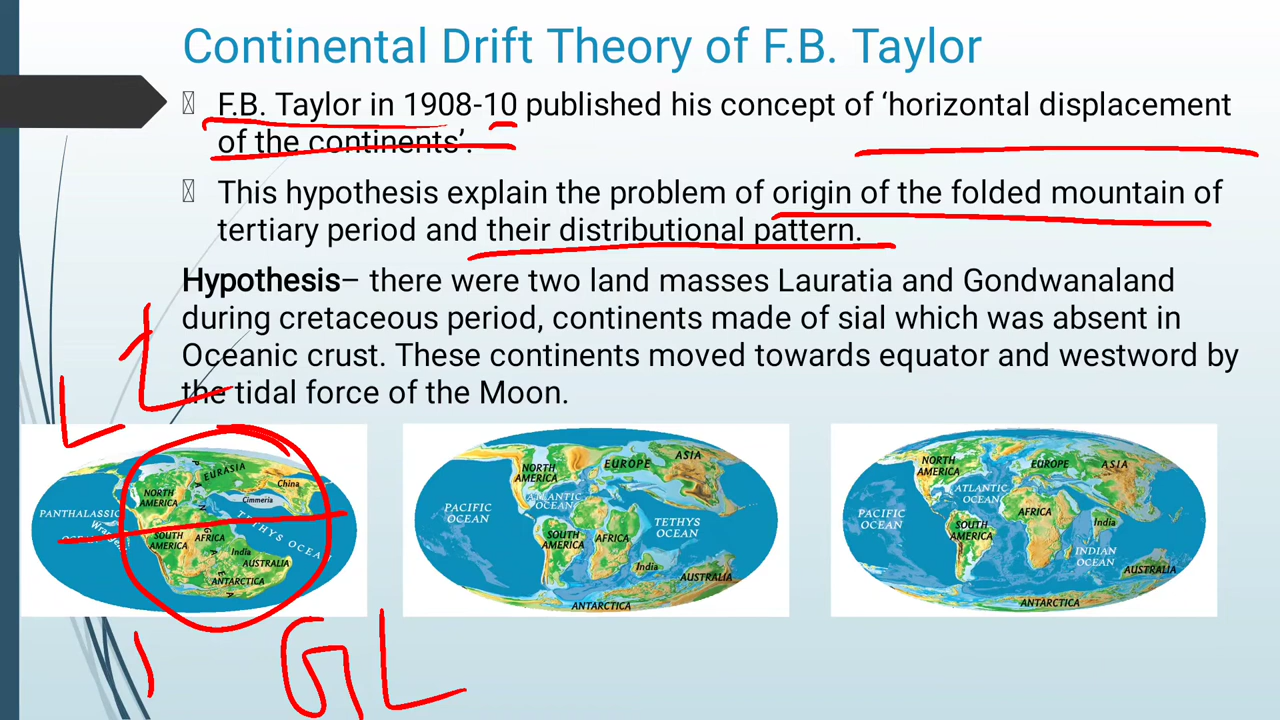 Continental Drift Theory of F.B. Taylor
F.B. Taylor in 1908-10 published his concept of ‘horizontal displacement
of the continents’.
This hypothesis explain the problem of origin of the folded mountain of
tertiary period and their distributional pattern.
Hypothesis– there were two land masses Lauratia and Gondwanaland
during cretaceous period, continents made of sial which was absent in
Oceanic crust. These continents moved towards equator and westword by
the tidal force of the Moon.
L L
EURASIA
China
NORTH
AMERICA
Cimmeria
PANTHALASSIC
TETHYS OCEA
SOUTH
AMERICA
AFRICA
India
AUSTRALIA
ANTARCTICA
NORTH
AMERICA
EUROPE
ASIA
ATLANTIC
OCEAN
PACIFIC
OCEAN
TETHYS
OCEAN
SOUTH
AMERICA
AFRICA
India
AUSTRALIA
ANTARCTICA
NORTH
AMERICA
EUROPE
ASIA
ATLANTIC
OCEAN
PACIFIC
OCEAN
AFRICA
SOUTH
AMERICA
India
INDIAN
OCEAN
AUSTRALIA
ANTARCTICA
GL